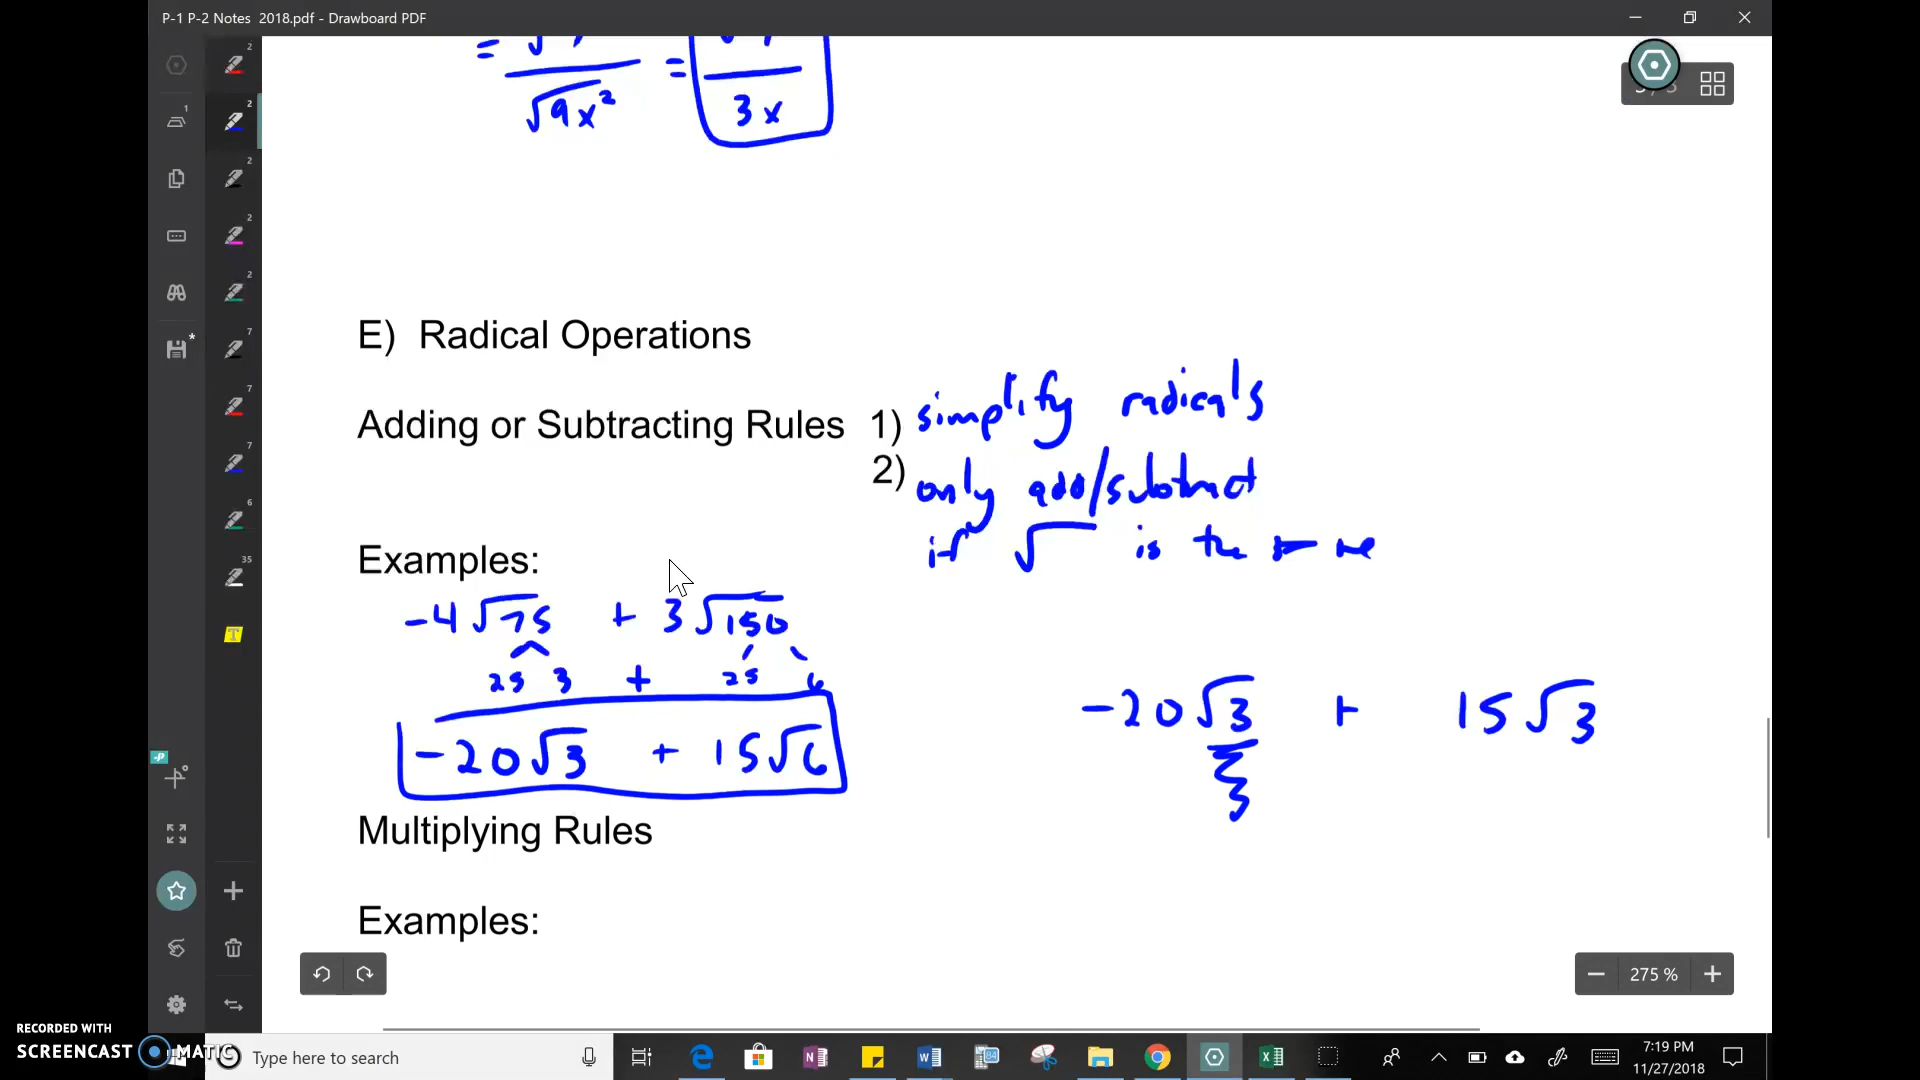 P-1 P-2 Notes 2018.pdf - Drawboard PDF
= =
√9x² 3x
E) Radical Operations
Adding or Subtracting Rules 1) simplify radicals
2) only add/subtract
if √ is the
Examples:
-4√75 + 3√150
25 3 + 25 6
-20√3 + 15√6
-20√3 + 15√3
Multiplying Rules
Examples:
275 %
RECORDED WITH
SCREENCAST MATIC
Type here to search
7:19 PM
11/27/2018